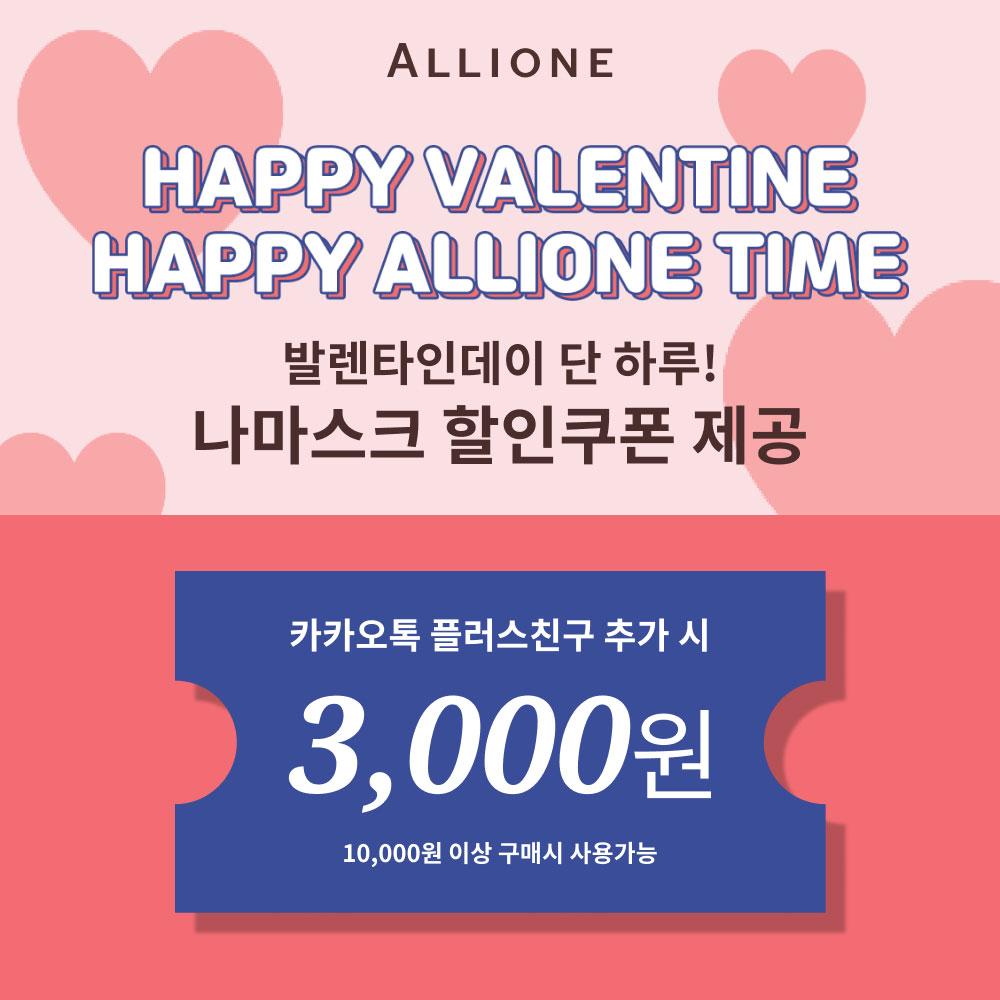 ALLIONE
HAPPY VALENTINE
HAPPY ALLIONE TIME
발렌타인데이 단 하루!
나마스크 할인쿠폰 제공
카카오톡 플러스친구 추가 시
3,000원
10,000원 이상 구매시 사용가능